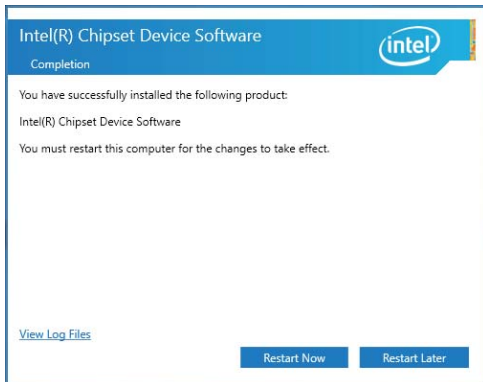 Intel(R) Chipset Device Software
intel
Completion
You have successfully installed the following product:
Intel(R) Chipset Device Software
You must restart this computer for the changes to take effect.
View Log Files
Restart Now
Restart Later